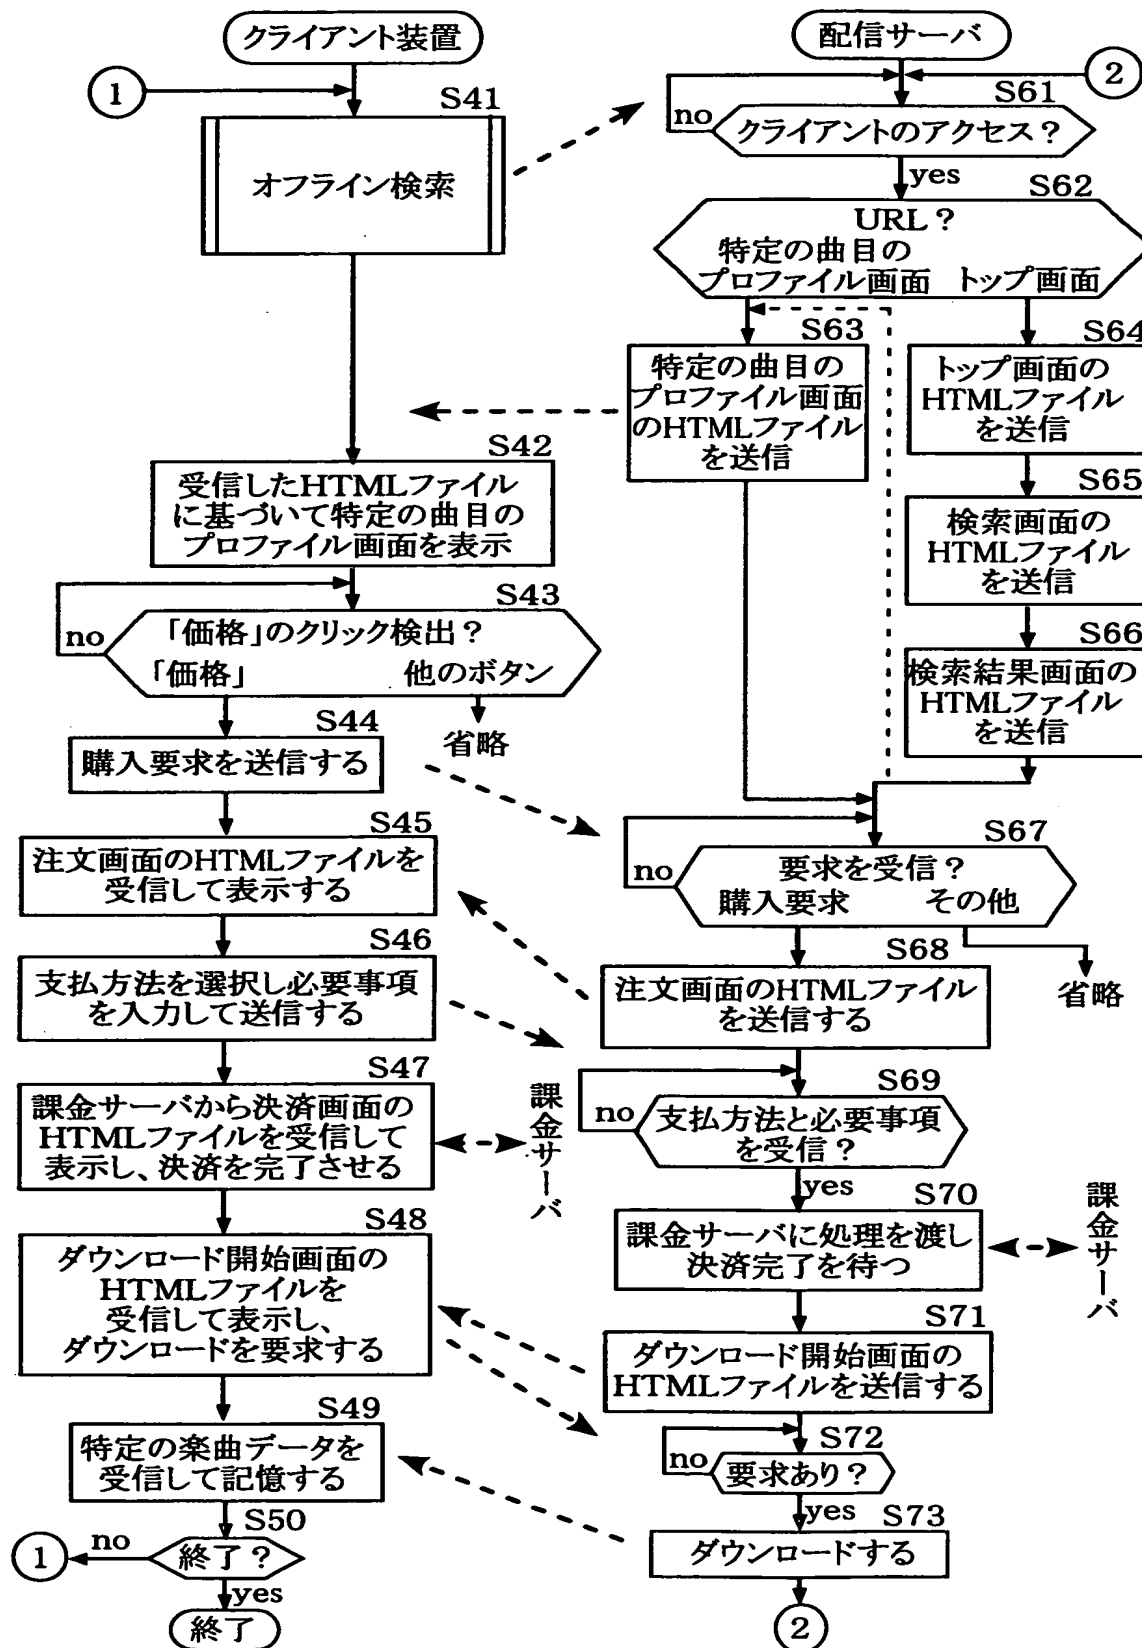 クライアント装置
1
S41
オフライン検索
S42
受信したHTMLファイル
に基づいて特定の曲目の
プロファイル画面を表示
S43
no
「価格」のクリック検出？
「価格」 他のボタン
S44
省略
購入要求を送信する
S45
注文画面のHTMLファイルを
受信して表示する
S46
支払方法を選択し必要事項
を入力して送信する
S47
課金サーバから決済画面の
HTMLファイルを受信して
表示し、決済を完了させる
課金サーバ
S48
ダウンロード開始画面の
HTMLファイルを
受信して表示し、
ダウンロードを要求する
S49
特定の楽曲データを
受信して記憶する
S50
1
no
終了？
yes
終了
配信サーバ
2
S61
no
クライアントのアクセス？
yes
S62
URL？
特定の曲目の
プロファイル画面 トップ画面
S63
特定の曲目の
プロファイル画面
のHTMLファイル
を送信
S64
トップ画面の
HTMLファイル
を送信
S65
検索画面の
HTMLファイル
を送信
S66
検索結果画面の
HTMLファイル
を送信
S67
no
要求を受信？
購入要求 その他
S68
省略
注文画面のHTMLファイル
を送信する
S69
no
支払方法と必要事項
を受信？
yes
S70
課金サーバに処理を渡し
決済完了を待つ
課金サーバ
S71
ダウンロード開始画面の
HTMLファイルを送信する
S72
no
要求あり？
yes
S73
ダウンロードする
2